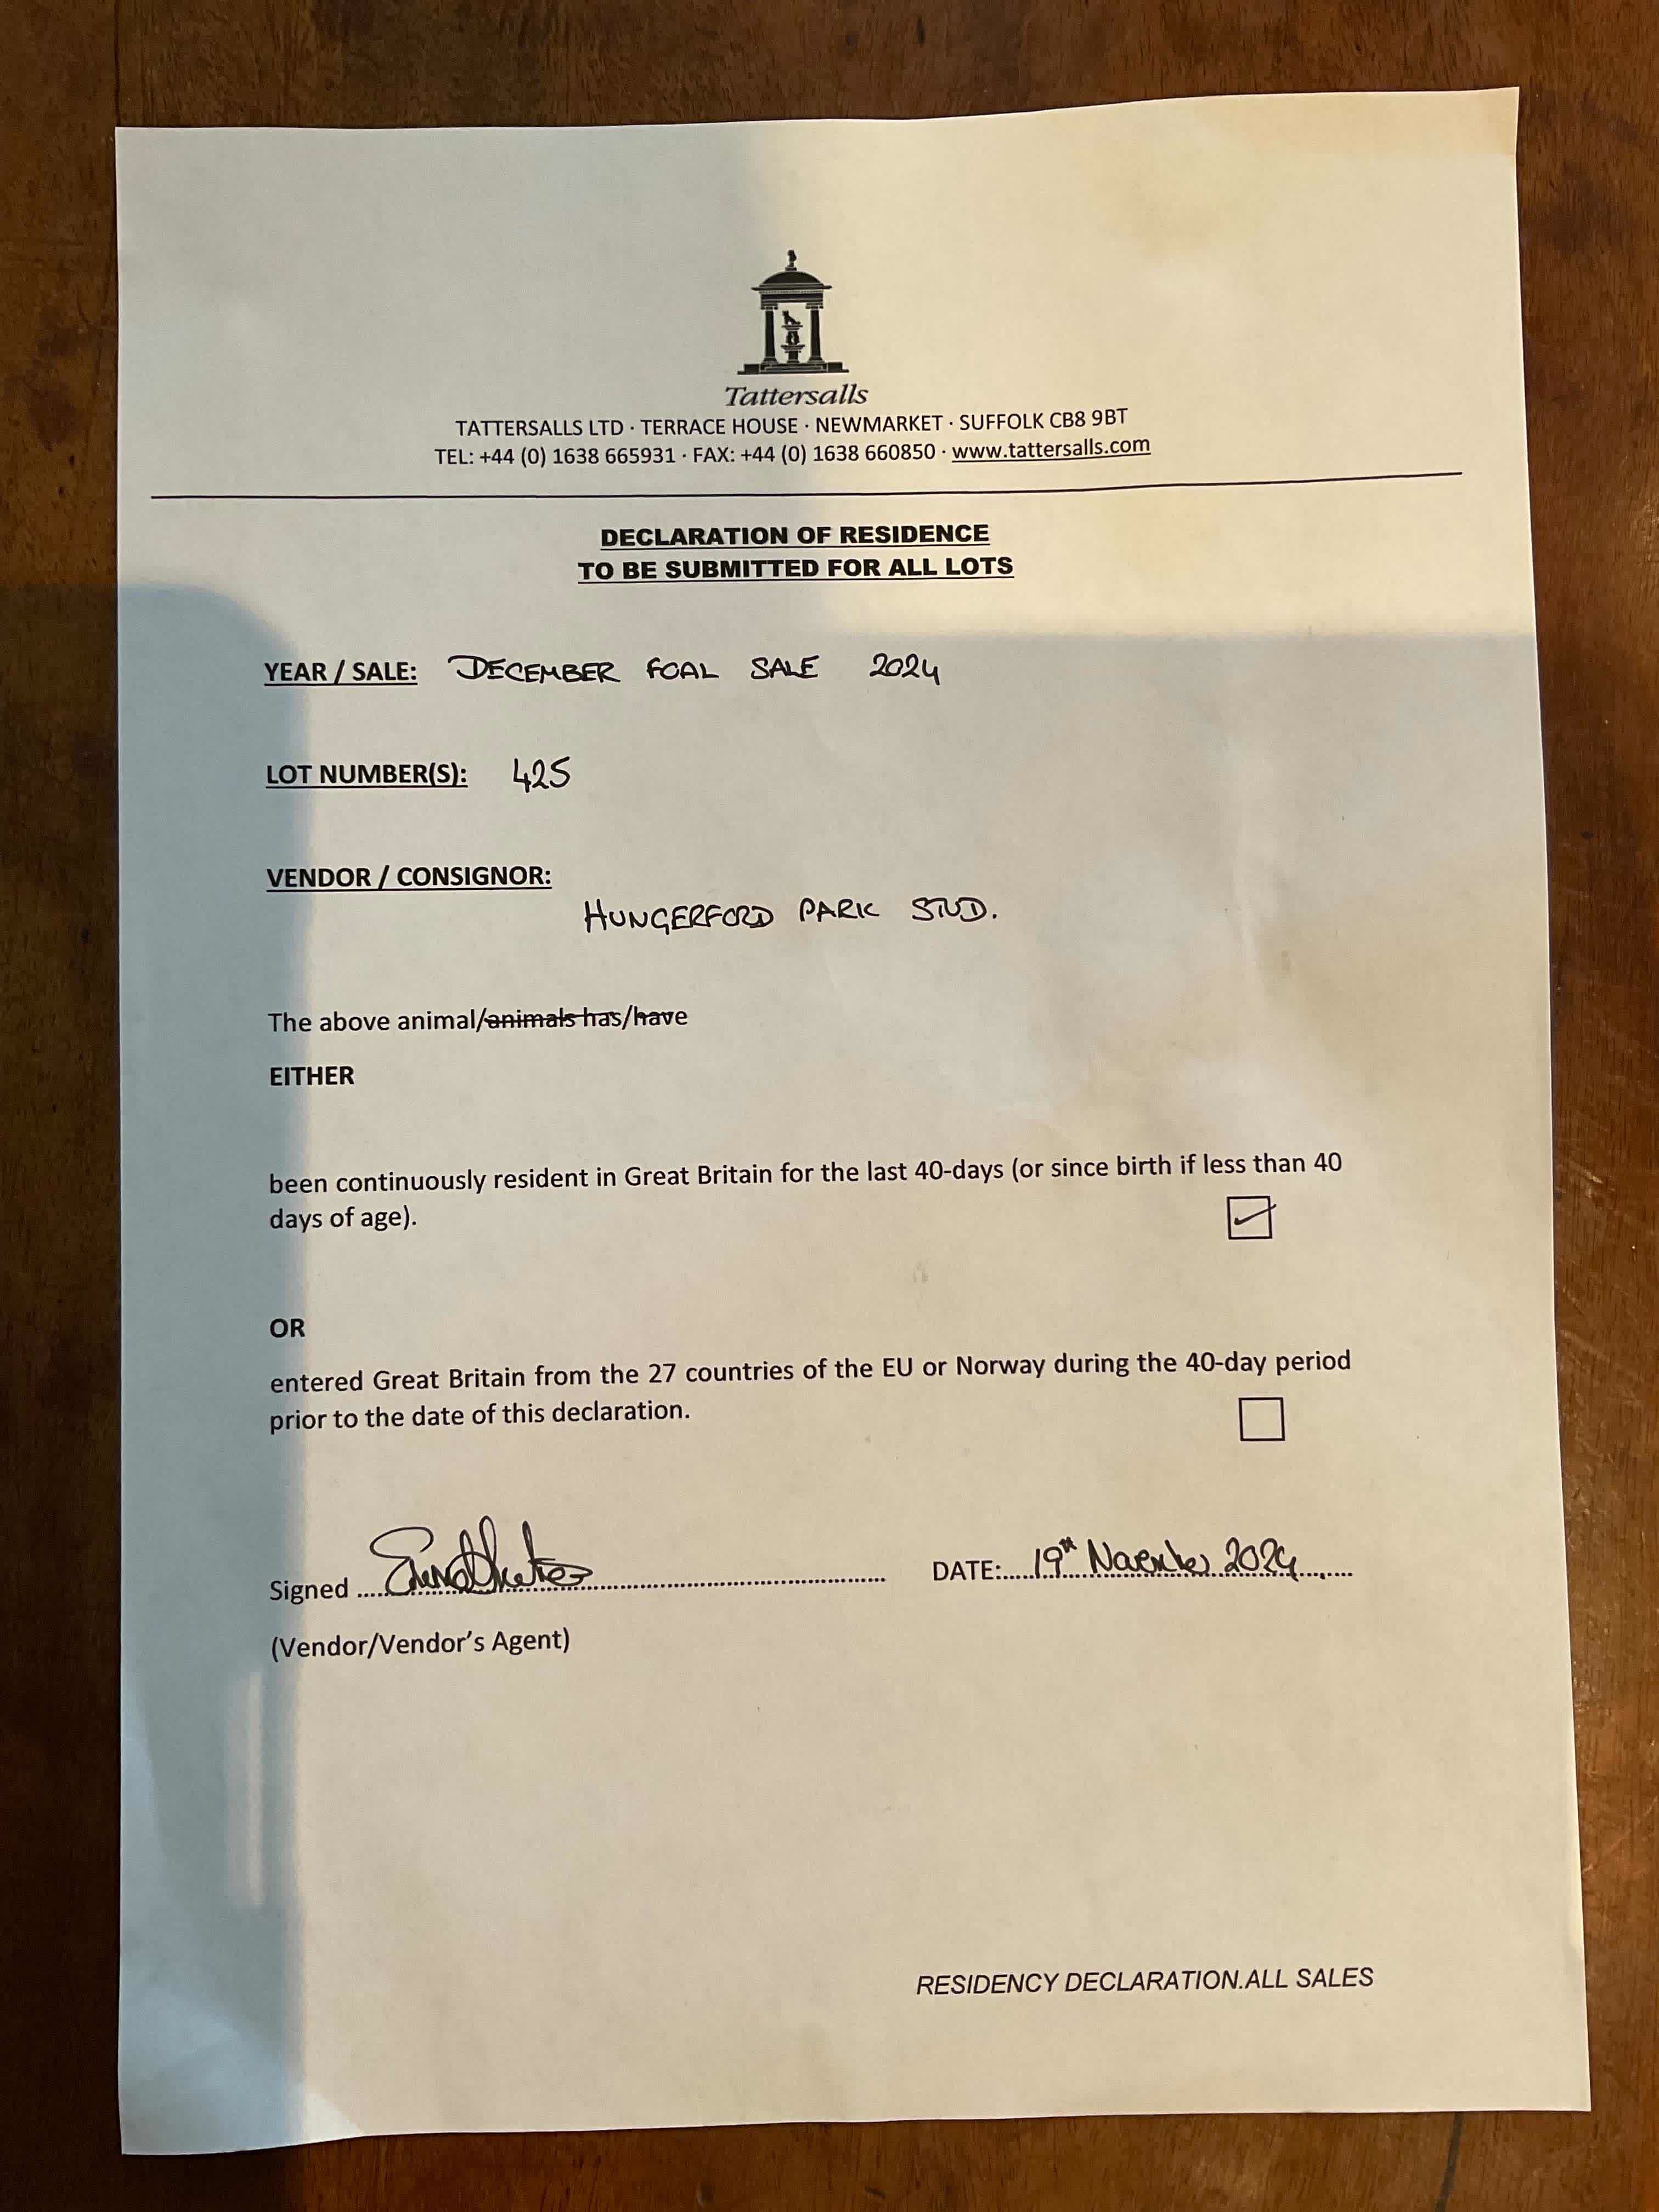 Tattersalls
TATTERSALLS LTD · TERRACE HOUSE · NEWMARKET · SUFFOLK CB8 9BT
TEL: +44 (0) 1638 665931 · FAX: +44 (0) 1638 660850 · www.tattersalls.com
DECLARATION OF RESIDENCE
TO BE SUBMITTED FOR ALL LOTS
YEAR / SALE: DECEMBER FOAL SALE 2024
LOT NUMBER(S): 425
VENDOR / CONSIGNOR:
HUNGERFORD PARK STUD.
The above animal/animals has/have
EITHER
been continuously resident in Great Britain for the last 40-days (or since birth if less than 40
days of age).
OR
entered Great Britain from the 27 countries of the EU or Norway during the 40-day period
prior to the date of this declaration.
Signed DATE: 19th November 2024
(Vendor/Vendor's Agent)
RESIDENCY DECLARATION.ALL SALES